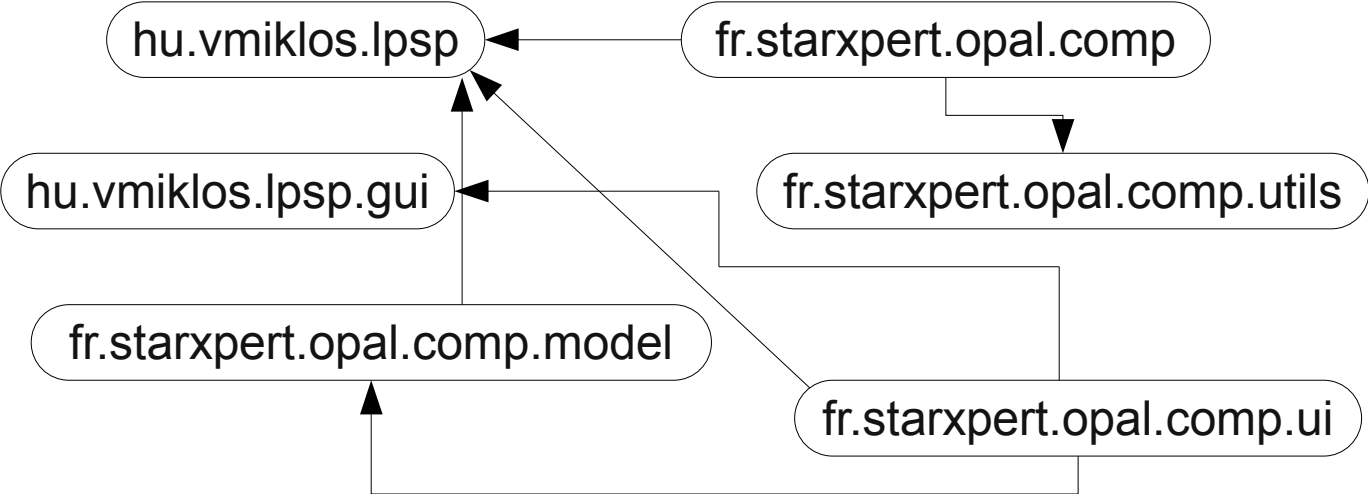 hu.vmiklos.lpsp
fr.starxpert.opal.comp
hu.vmiklos.lpsp.gui
fr.starxpert.opal.comp.utils
fr.starxpert.opal.comp.model
fr.starxpert.opal.comp.ui